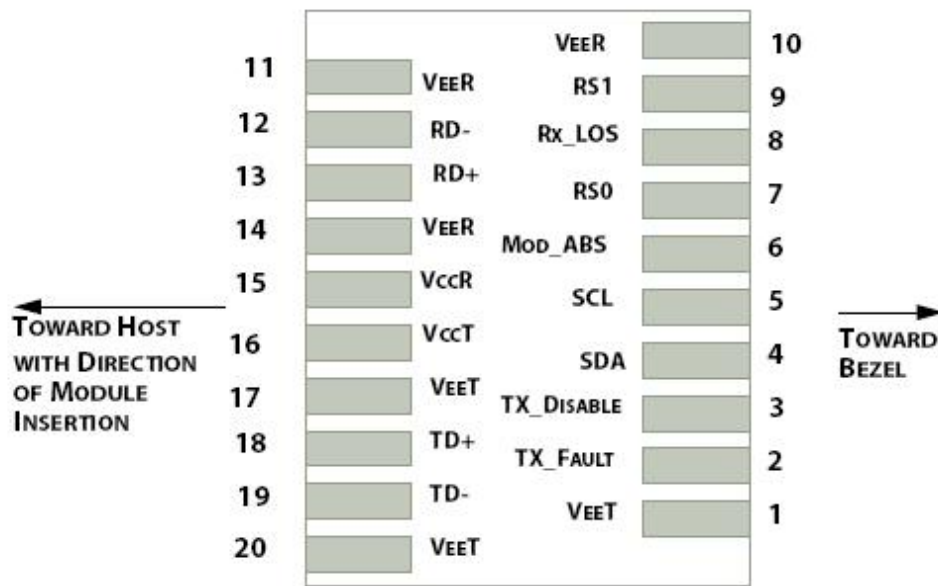 VEER 10
11 VEER
RS1 9
12 RD-
Rx_LOS 8
13 RD+
RS0 7
14 VEER
MOD_ABS 6
15 VCCR
SCL 5
TOWARD HOST
WITH DIRECTION
OF MODULE
INSERTION
16 VCCT
SDA 4
TOWARD
BEZEL
17 VEET
TX_DISABLE 3
18 TD+
TX_FAULT 2
19 TD-
VEET 1
20 VEET